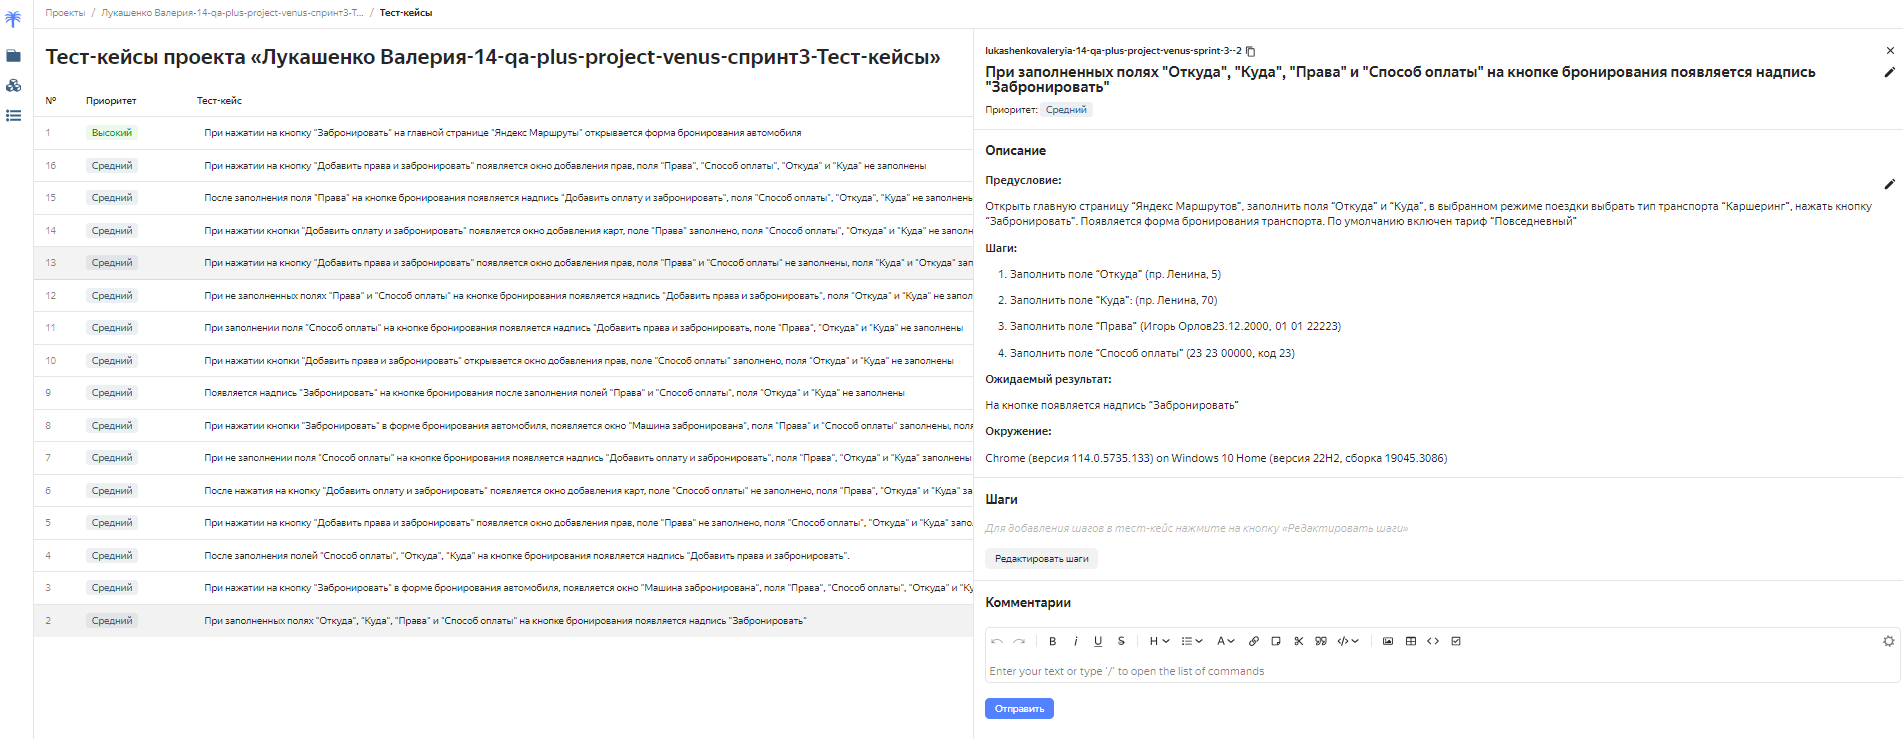 Проекты / Лукашенко Валерия-14-qa-plus-project-venus-спринт3-Т... / Тест-кейсы
Тест-кейсы проекта «Лукашенко Валерия-14-qa-plus-project-venus-спринт3-Тест-кейсы»
№ Приоритет Тест-кейс
1 Высокий При нажатии на кнопку "Забронировать" на главной странице "Яндекс Маршруты" открывается форма бронирования автомобиля
16 Средний При нажатии на кнопку "Добавить права и забронировать" появляется окно добавления прав, поля "Права", "Способ оплаты", "Откуда" и "Куда" не заполнены
15 Средний После заполнения поля "Права" на кнопке бронирования появляется надпись "Добавить оплату и забронировать", поля "Способ оплаты", "Откуда", "Куда" не заполнены
14 Средний При нажатии кнопки "Добавить оплату и забронировать" появляется окно добавления карт, поле "Права" заполнено, поля "Способ оплаты", "Откуда" и "Куда" не заполн
13 Средний При нажатии на кнопку "Добавить права и забронировать" появляется окно добавления прав, поля "Права" и "Способ оплаты" не заполнены, поля "Куда" и "Откуда" зап
12 Средний При не заполненных полях "Права" и "Способ оплаты" на кнопке бронирования появляется надпись "Добавить права и забронировать", поля "Откуда" и "Куда" не запол
11 Средний При заполнении поля "Способ оплаты" на кнопке бронирования появляется надпись "Добавить права и забронировать, поле "Права", "Откуда" и "Куда" не заполнены
10 Средний При нажатии кнопки "Добавить права и забронировать" открывается окно добавления прав, поле "Способ оплаты" заполнено, поля "Откуда" и "Куда" не заполнены
9 Средний Появляется надпись "Забронировать" на кнопке бронирования после заполнения полей "Права" и "Способ оплаты", поля "Откуда" и "Куда" не заполнены
8 Средний При нажатии кнопки "Забронировать" в форме бронирования автомобиля, появляется окно "Машина забронирована", поля "Права" и "Способ оплаты" заполнены, поля
7 Средний При не заполнении поля "Способ оплаты" на кнопке бронирования появляется надпись "Добавить оплату и забронировать", поля "Права", "Откуда" и "Куда" заполнены
6 Средний После нажатия на кнопку "Добавить оплату и забронировать" появляется окно добавления карт, поле "Способ оплаты" не заполнено, поля "Права", "Откуда" и "Куда" за
5 Средний При нажатии на кнопку "Добавить права и забронировать" появляется окно добавления прав, поле "Права" не заполнено, поля "Способ оплаты", "Откуда" и "Куда" запо
4 Средний После заполнения полей "Способ оплаты", "Откуда", "Куда" на кнопке бронирования появляется надпись "Добавить права и забронировать".
3 Средний При нажатии на кнопку "Забронировать" в форме бронирования автомобиля, появляется окно "Машина забронирована", поля "Права", "Способ оплаты", "Откуда" и "Ку
2 Средний При заполненных полях "Откуда", "Куда", "Права" и "Способ оплаты" на кнопке бронирования появляется надпись "Забронировать"
lukashenkovaleryia-14-qa-plus-project-venus-sprint-3--2
При заполненных полях "Откуда", "Куда", "Права" и "Способ оплаты" на кнопке бронирования появляется надпись
"Забронировать"
Приоритет: Средний
Описание
Предусловие:
Открыть главную страницу “Яндекс Маршрутов”, заполнить поля “Откуда” и “Куда”, в выбранном режиме поездки выбрать тип транспорта “Каршеринг”, нажать кнопку
“Забронировать”. Появляется форма бронирования транспорта. По умолчанию включен тариф “Повседневный”
Шаги:
1. Заполнить поле “Откуда” (пр. Ленина, 5)
2. Заполнить поле “Куда”: (пр. Ленина, 70)
3. Заполнить поле “Права” (Игорь Орлов23.12.2000, 01 01 22223)
4. Заполнить поле “Способ оплаты” (23 23 00000, код 23)
Ожидаемый результат:
На кнопке появляется надпись “Забронировать”
Окружение:
Chrome (версия 114.0.5735.133) on Windows 10 Home (версия 22H2, сборка 19045.3086)
Шаги
Для добавления шагов в тест-кейс нажмите на кнопку «Редактировать шаги»
Редактировать шаги
Комментарии
B i U S H A
Enter your text or type '/' to open the list of commands
Отправить